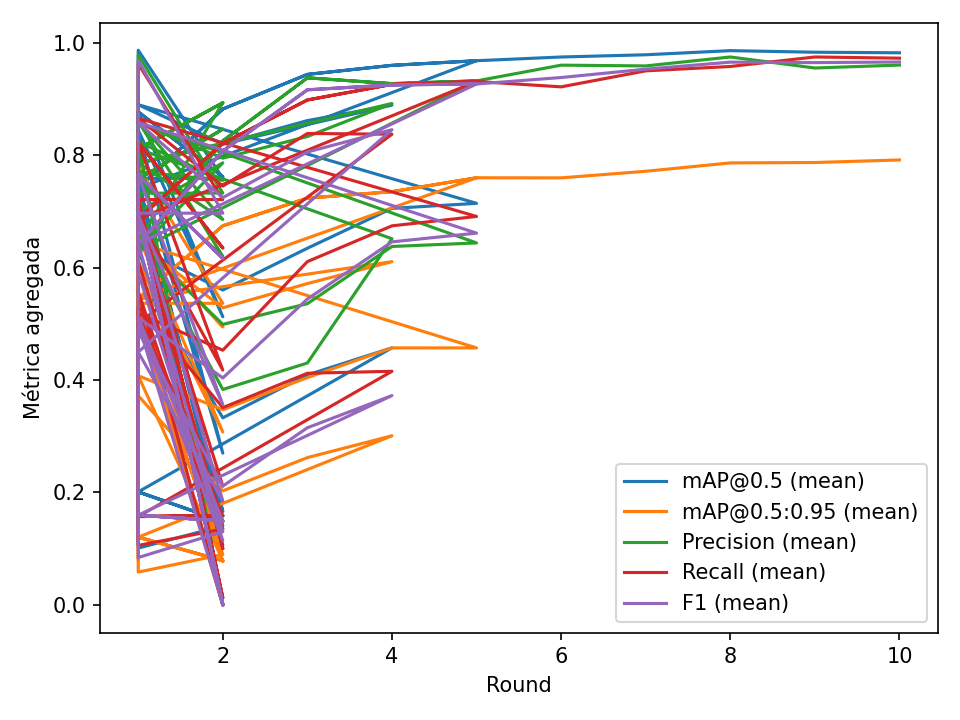 1.0
0.8
0.6
0.4
0.2
0.0
Métrica agregada
2
4
6
8
10
Round
mAP@0.5 (mean)
mAP@0.5:0.95 (mean)
Precision (mean)
Recall (mean)
F1 (mean)